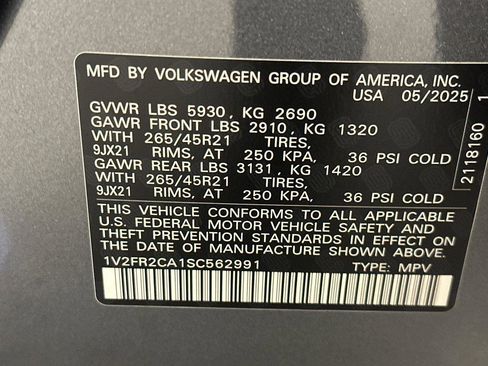 MFD BY VOLKSWAGEN GROUP OF AMERICA, INC.
USA 05/2025
GVWR LBS 5930, KG 2690
GAWR FRONT LBS 2910, KG 1320
WITH 265/45R21 TIRES,
9JX21 RIMS, AT 250 KPA, 36 PSI COLD
GAWR REAR LBS 3131, KG 1420
WITH 265/45R21 TIRES,
9JX21 RIMS, AT 250 KPA, 36 PSI COLD
THIS VEHICLE CONFORMS TO ALL APPLICABLE
U.S. FEDERAL MOTOR VEHICLE SAFETY AND
THEFT PREVENTION STANDARDS IN EFFECT ON
THE DATE OF MANUFACTURE SHOWN ABOVE.
1V2FR2CA1SC562991 TYPE: MPV
2118160 1